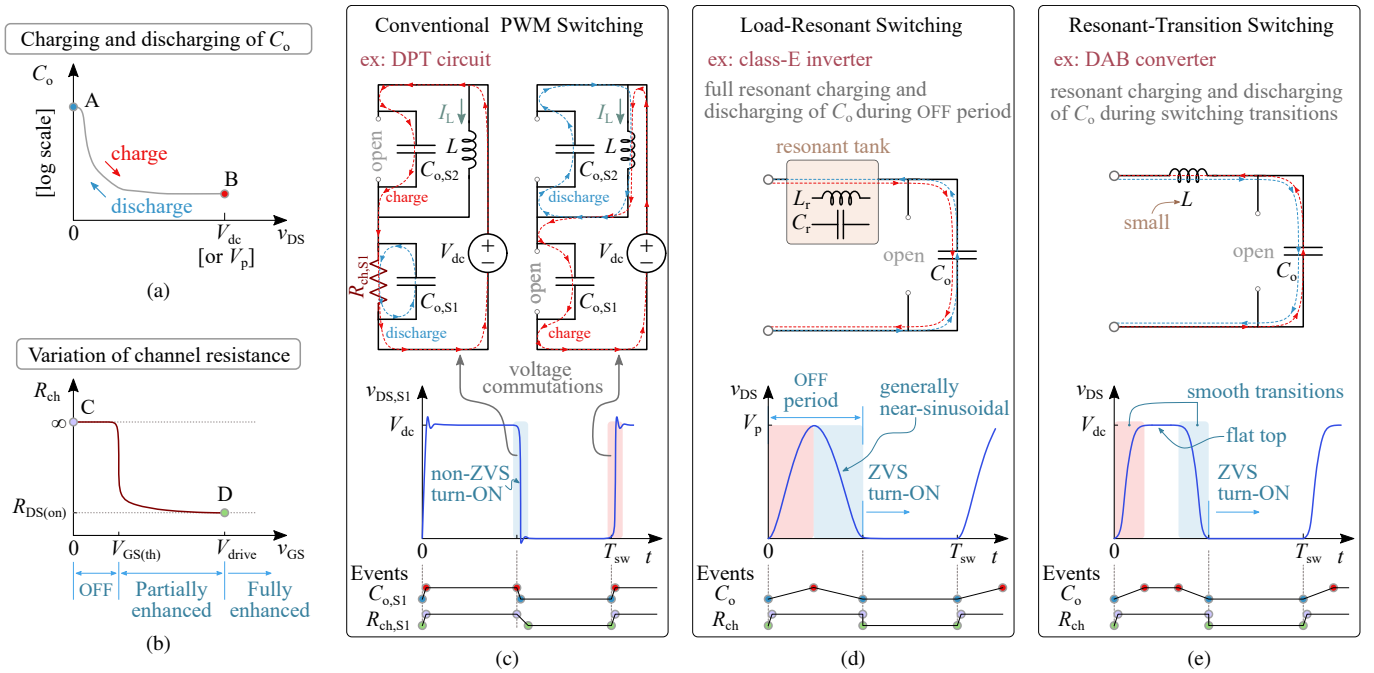 Charging and discharging of Co
Co
[log scale]
A
charge
discharge
B
0
Vdc
[or Vp]
vDS
(a)
Variation of channel resistance
Rch
C
∞
D
RDS(on)
0
VGS(th)
Vdrive
vGS
OFF
Partially
enhanced
Fully
enhanced
(b)
Conventional PWM Switching
ex: DPT circuit
IL
L
open
Co,S2
charge
Rch,S1
Vdc
Co,S1
discharge
IL
L
open
Co,S2
discharge
open
Vdc
Co,S1
charge
voltage
commutations
vDS,S1
Vdc
non-ZVS
turn-ON
0
Tsw
t
Events
Co,S1
Rch,S1
(c)
Load-Resonant Switching
ex: class-E inverter
full resonant charging and
discharging of Co during OFF period
resonant tank
Lr
Cr
open
Co
vDS
OFF
period
Vp
generally
near-sinusoidal
ZVS
turn-ON
0
Tsw
t
Events
Co
Rch
(d)
Resonant-Transition Switching
ex: DAB converter
resonant charging and discharging
of Co during switching transitions
small
L
open
Co
vDS
smooth transitions
Vdc
flat top
ZVS
turn-ON
0
Tsw
t
Events
Co
Rch
(e)